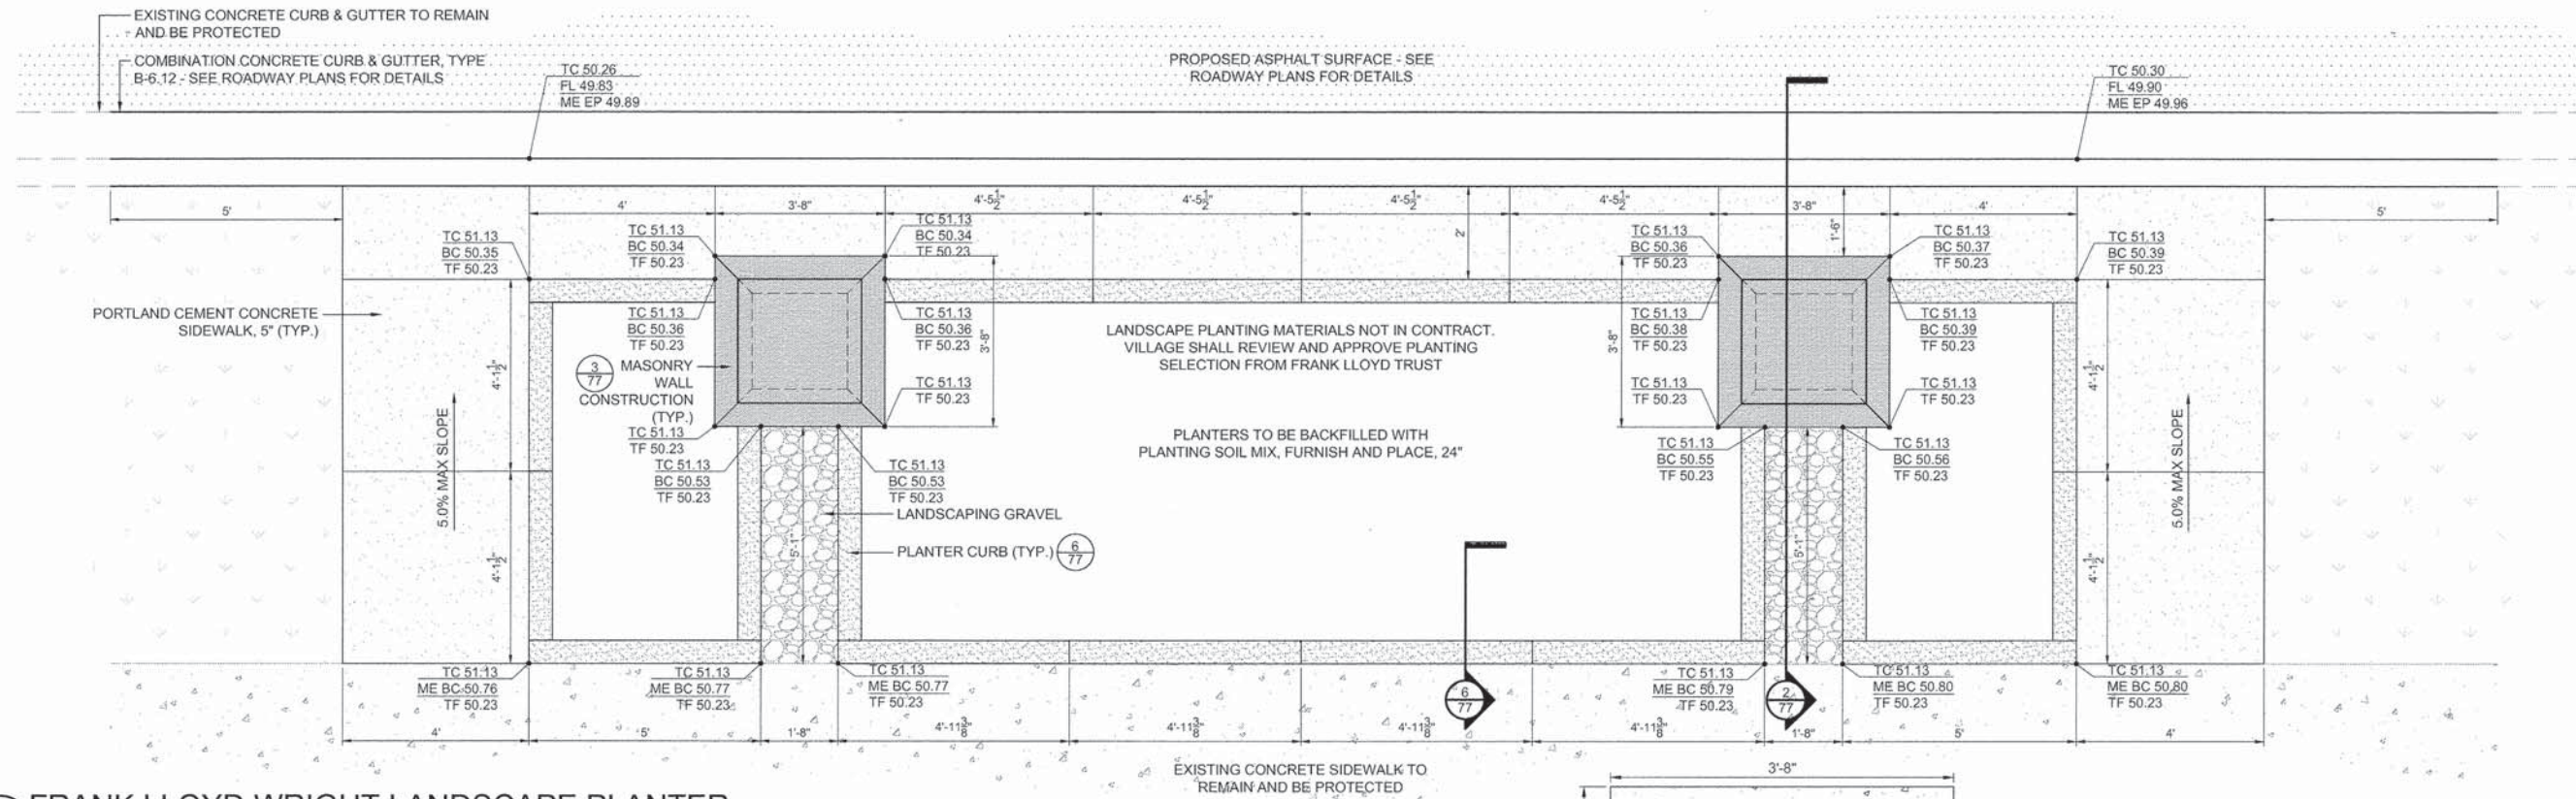 EXISTING CONCRETE CURB & GUTTER TO REMAIN
AND BE PROTECTED
COMBINATION CONCRETE CURB & GUTTER, TYPE
B-6.12 - SEE ROADWAY PLANS FOR DETAILS
TC 50.26
FL 49.83
ME EP 49.89
PROPOSED ASPHALT SURFACE - SEE
ROADWAY PLANS FOR DETAILS
TC 50.30
FL 49.90
ME EP 49.96
5'
4'
3'-8"
4'-5½"
4'-5½"
4'-5½"
4'-5½"
3'-8"
4'
5'
2'
1'-6"
TC 51.13
BC 50.35
TF 50.23
TC 51.13
BC 50.34
TF 50.23
TC 51.13
BC 50.34
TF 50.23
TC 51.13
BC 50.36
TF 50.23
TC 51.13
BC 50.37
TF 50.23
TC 51.13
BC 50.39
TF 50.23
PORTLAND CEMENT CONCRETE
SIDEWALK, 5" (TYP.)
TC 51.13
BC 50.36
TF 50.23
TC 51.13
BC 50.36
TF 50.23
3'-8"
LANDSCAPE PLANTING MATERIALS NOT IN CONTRACT.
VILLAGE SHALL REVIEW AND APPROVE PLANTING
SELECTION FROM FRANK LLOYD TRUST
3'-8"
TC 51.13
BC 50.38
TF 50.23
TC 51.13
BC 50.39
TF 50.23
3
77
MASONRY
WALL
CONSTRUCTION
(TYP.)
TC 51.13
TF 50.23
TC 51.13
TF 50.23
TC 51.13
TF 50.23
TC 51.13
TF 50.23
4'-1½"
4'-1½"
5.0% MAX SLOPE
TC 51.13
BC 50.53
TF 50.23
TC 51.13
BC 50.53
TF 50.23
PLANTERS TO BE BACKFILLED WITH
PLANTING SOIL MIX, FURNISH AND PLACE, 24"
TC 51.13
BC 50.55
TF 50.23
TC 51.13
BC 50.56
TF 50.23
4'-1½"
4'-1½"
5.0% MAX SLOPE
LANDSCAPING GRAVEL
PLANTER CURB (TYP.)
6
77
5'-1"
5'-1"
TC 51.13
ME BC 50.76
TF 50.23
TC 51.13
ME BC 50.77
TF 50.23
TC 51.13
ME BC 50.77
TF 50.23
6
77
TC 51.13
ME BC 50.79
TF 50.23
2
77
TC 51.13
ME BC 50.80
TF 50.23
TC 51.13
ME BC 50.80
TF 50.23
4'
5'
1'-8"
4'-11⅜"
4'-11⅜"
4'-11⅜"
4'-11⅜"
1'-8"
5'
4'
EXISTING CONCRETE SIDEWALK TO
REMAIN AND BE PROTECTED
3'-8"
FRANK LLOYD WRIGHT LANDSCAPE PLANTER